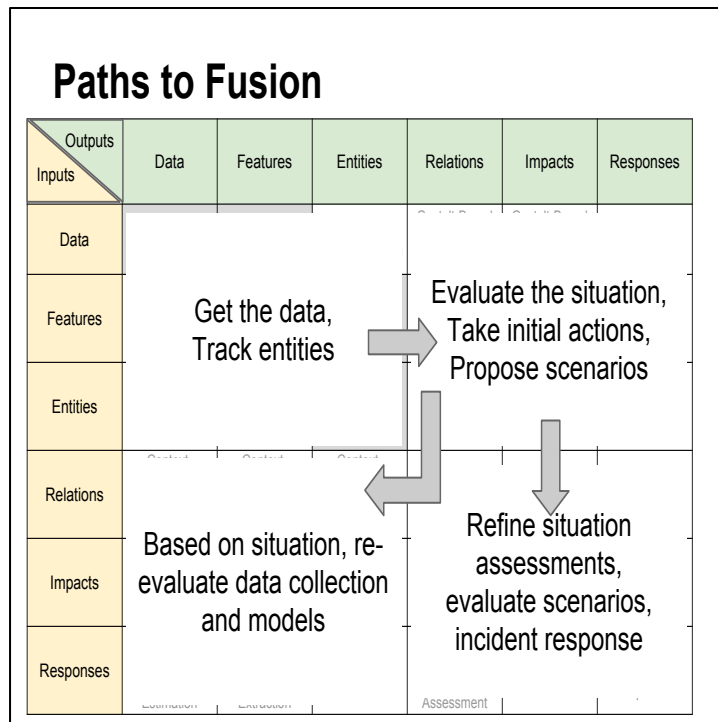 Paths to Fusion
Outputs
Inputs
Data
Features
Entities
Relations
Impacts
Responses
Data
Features
Entities
Relations
Impacts
Responses
Get the data,
Track entities
Evaluate the situation,
Take initial actions,
Propose scenarios
Based on situation, re-
evaluate data collection
and models
Refine situation
assessments,
evaluate scenarios,
incident response
Assessment